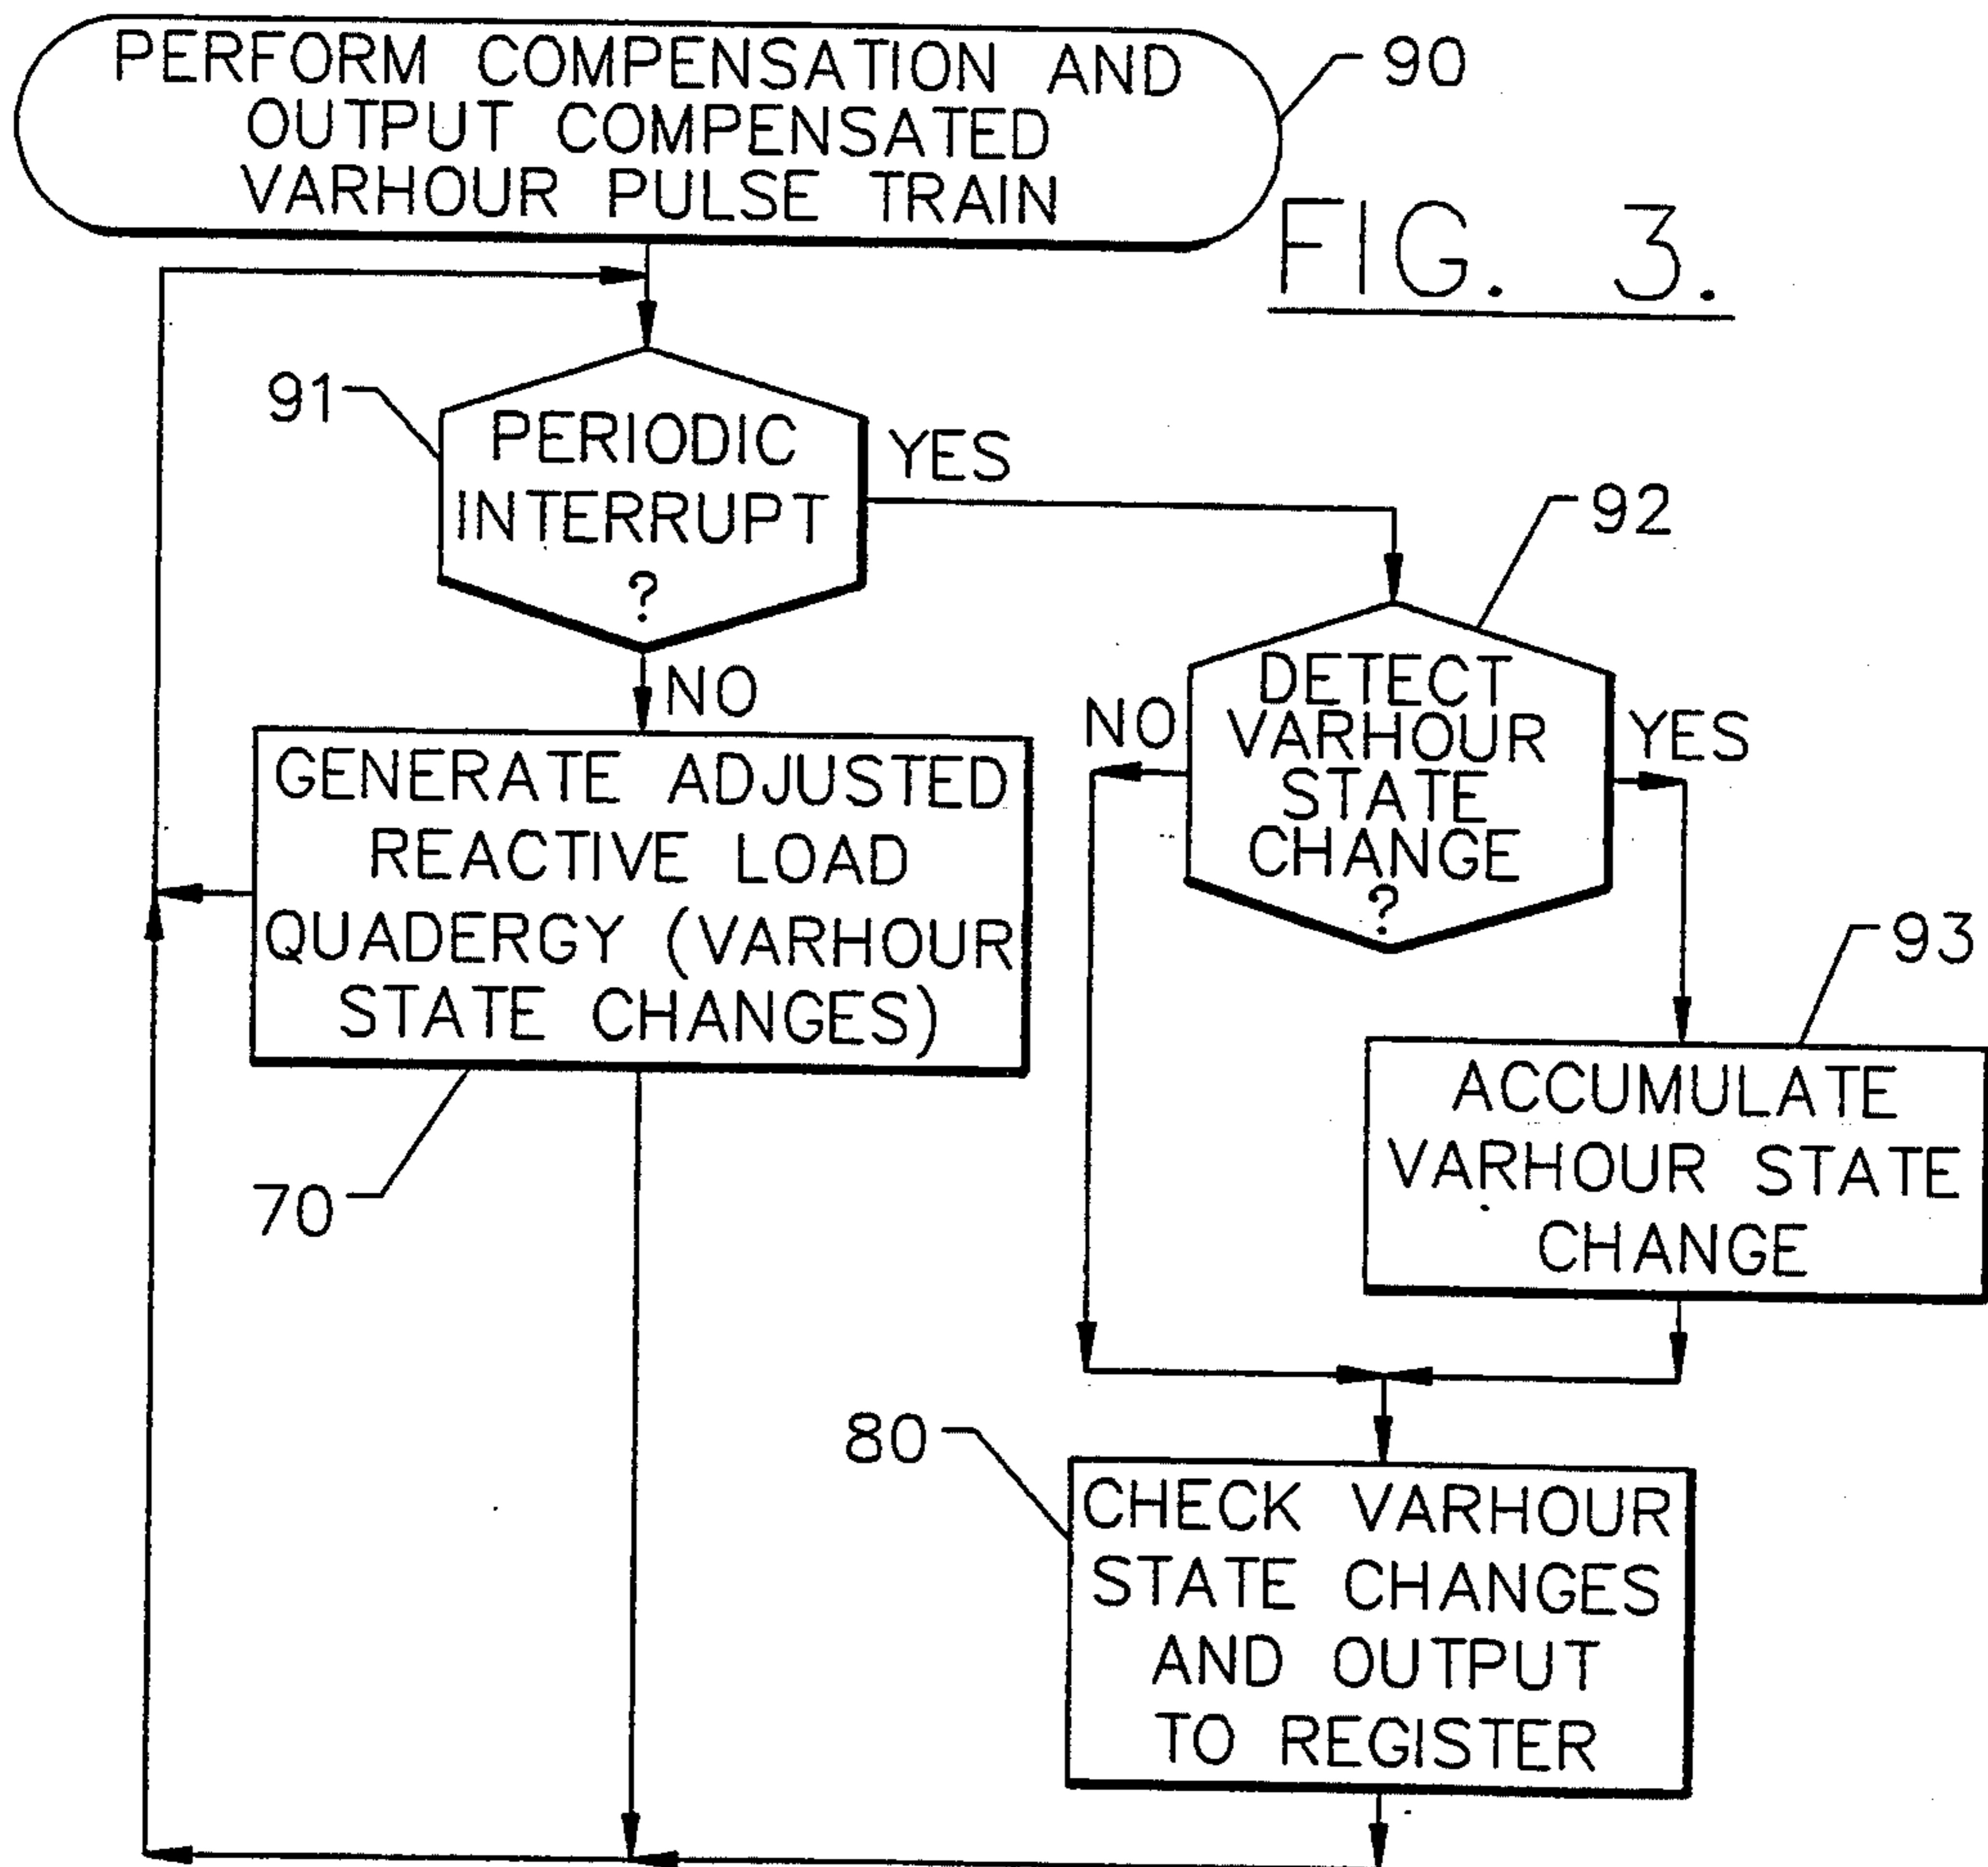 PERFORM COMPENSATION AND
OUTPUT COMPENSATED
VARHOUR PULSE TRAIN
90
FIG. 3.
91
PERIODIC
INTERRUPT
?
YES
NO
92
DETECT
VARHOUR
STATE
CHANGE
?
NO
YES
GENERATE ADJUSTED
REACTIVE LOAD
QUADERGY (VARHOUR
STATE CHANGES)
70
93
ACCUMULATE
VARHOUR STATE
CHANGE
80
CHECK VARHOUR
STATE CHANGES
AND OUTPUT
TO REGISTER